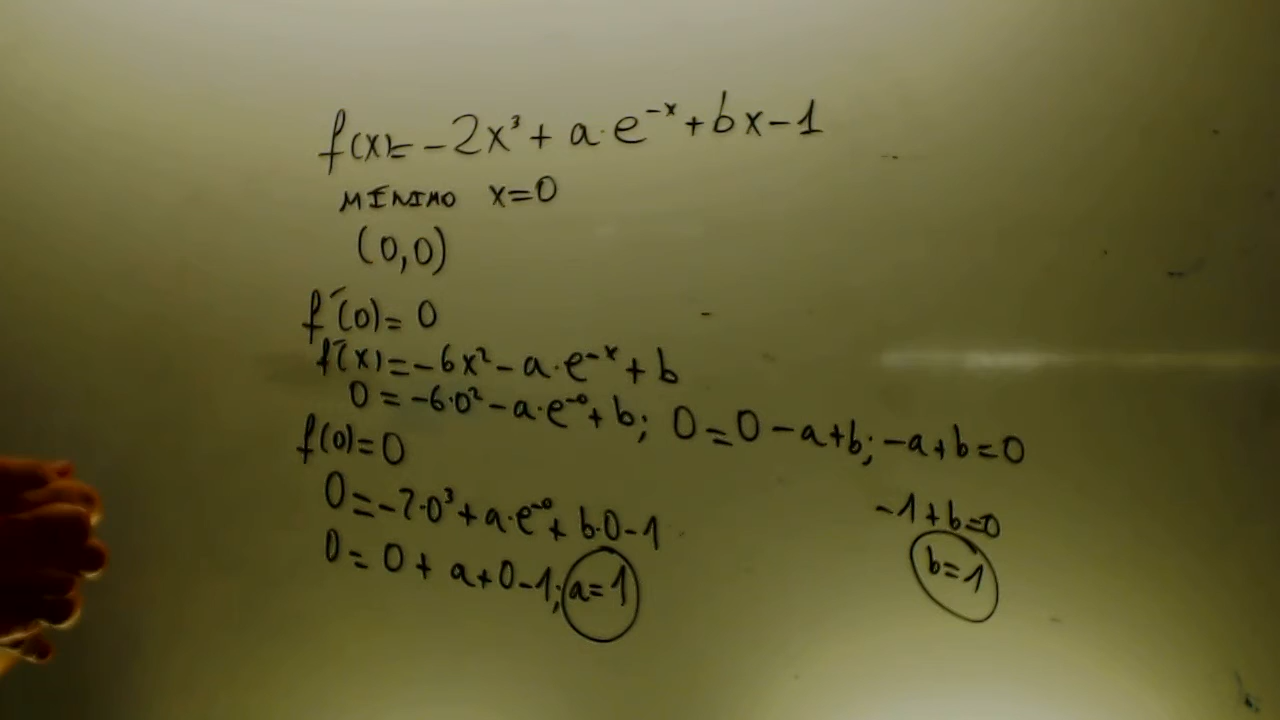 f(x)= -2x³ + a·e⁻ˣ + bx - 1
MÍNIMO x=0
(0,0)
f´(0)= 0
f´(x)= -6x² - a·e⁻ˣ + b
0 = -6·0² - a·e⁻⁰ + b; 0 = 0 - a+b; -a+b=0
f(0)=0
0 = -2·0³ + a·e⁻⁰ + b·0-1
-1+b=0
0 = 0 + a+0-1; a=1
b=1